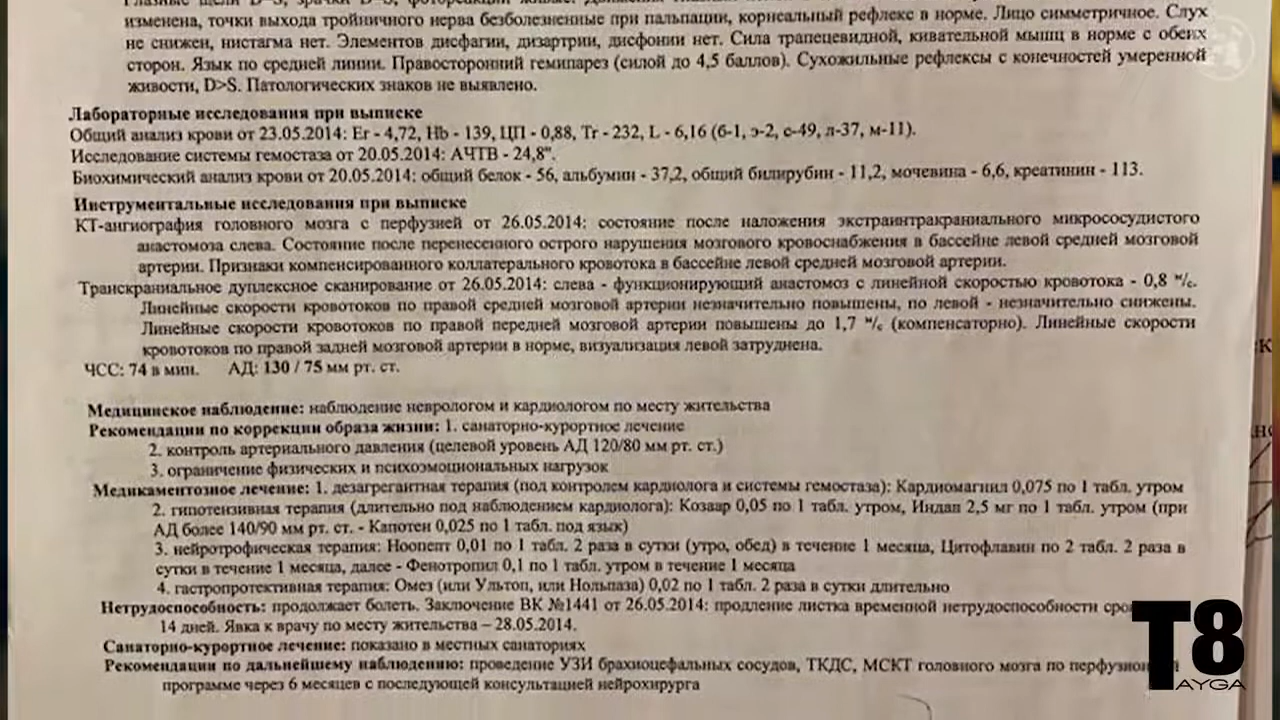 Глазные щели D=S, зрачки D=S, фотореакции живые. Движения
изменена, точки выхода тройничного нерва безболезненные при пальпации, корнеальный рефлекс в норме. Лицо симметричное. Слух
не снижен, нистагма нет. Элементов дисфагии, дизартрии, дисфонии нет. Сила трапецевидной, кивательной мышц в норме с обеих
сторон. Язык по средней линии. Правосторонний гемипарез (силой до 4,5 баллов). Сухожильные рефлексы с конечностей умеренной
живости, D>S. Патологических знаков не выявлено.
Лабораторные исследования при выписке
Общий анализ крови от 23.05.2014: Er - 4,72, Hb - 139, ЦП - 0,88, Tr - 232, L - 6,16 (б-1, э-2, с-49, л-37, м-11).
Исследование системы гемостаза от 20.05.2014: АЧТВ - 24,8".
Биохимический анализ крови от 20.05.2014: общий белок - 56, альбумин - 37,2, общий билирубин - 11,2, мочевина - 6,6, креатинин - 113.
Инструментальные исследования при выписке
КТ-ангиография головного мозга с перфузией от 26.05.2014: состояние после наложения экстраинтракраниального микрососудистого
анастомоза слева. Состояние после перенесенного острого нарушения мозгового кровоснабжения в бассейне левой средней мозговой
артерии. Признаки компенсированного коллатерального кровотока в бассейне левой средней мозговой артерии.
Транскраниальное дуплексное сканирование от 26.05.2014: слева - функционирующий анастомоз с линейной скоростью кровотока - 0,8 м/с.
Линейные скорости кровотоков по правой средней мозговой артерии незначительно повышены, по левой - незначительно снижены.
Линейные скорости кровотоков по правой передней мозговой артерии повышены до 1,7 м/с (компенсаторно). Линейные скорости
кровотоков по правой задней мозговой артерии в норме, визуализация левой затруднена.
ЧСС: 74 в мин. АД: 130 / 75 мм рт. ст.
Медицинское наблюдение: наблюдение неврологом и кардиологом по месту жительства
Рекомендации по коррекции образа жизни: 1. санаторно-курортное лечение
2. контроль артериального давления (целевой уровень АД 120/80 мм рт. ст.)
3. ограничение физических и психоэмоциональных нагрузок
Медикаментозное лечение: 1. дезагрегантная терапия (под контролем кардиолога и системы гемостаза): Кардиомагнил 0,075 по 1 табл. утром
2. гипотензивная терапия (длительно под наблюдением кардиолога): Козаар 0,05 по 1 табл. утром, Индап 2,5 мг по 1 табл. утром (при
АД более 140/90 мм рт. ст. - Капотен 0,025 по 1 табл. под язык)
3. нейротрофическая терапия: Ноопепт 0,01 по 1 табл. 2 раза в сутки (утро, обед) в течение 1 месяца, Цитофлавин по 2 табл. 2 раза в
сутки в течение 1 месяца, далее - Фенотропил 0,1 по 1 табл. утром в течение 1 месяца
4. гастропротективная терапия: Омез (или Ультоп, или Нольпаза) 0,02 по 1 табл. 2 раза в сутки длительно
Нетрудоспособность: продолжает болеть. Заключение ВК №1441 от 26.05.2014: продление листка временной нетрудоспособности
14 дней. Явка к врачу по месту жительства – 28.05.2014.
Санаторно-курортное лечение: показано в местных санаториях
Рекомендации по дальнейшему наблюдению: проведение УЗИ брахиоцефальных сосудов, ТКДС, МСКТ головного мозга по
программе через 6 месяцев с последующей консультацией нейрохирурга
T8
AYGA